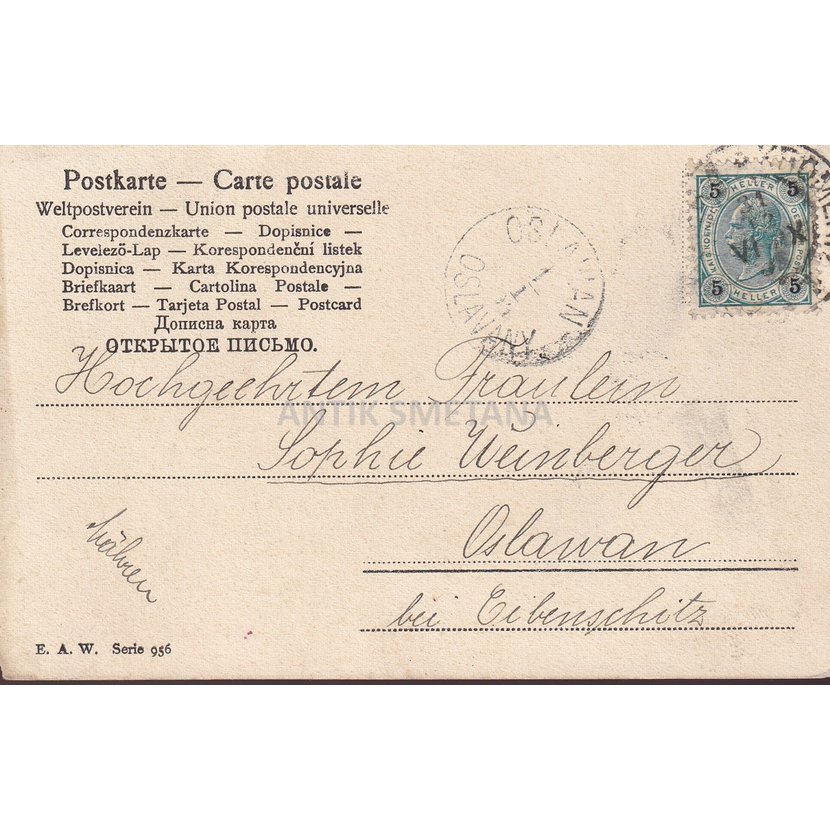 Postkarte — Carte postale
Weltpostverein — Union postale universelle
Correspondenzkarte — Dopisnice —
Levelező-Lap — Korespondenční listek
Dopisnica — Karta Korespondencyjna
Briefkaart — Cartolina Postale —
Brefkort — Tarjeta Postal — Postcard
Дописна карта
ОТКРЫТОЕ ПИСЬМО.
OSLAWAN
OSLAVANY
5 HELLER 5
5 HELLER 5
Hochgeehrtem Fräulein
ANTIK SMETANA
Sophie Weinberger
Oslawan
Mähren
bei Eibenschitz
E. A. W. Serie 956